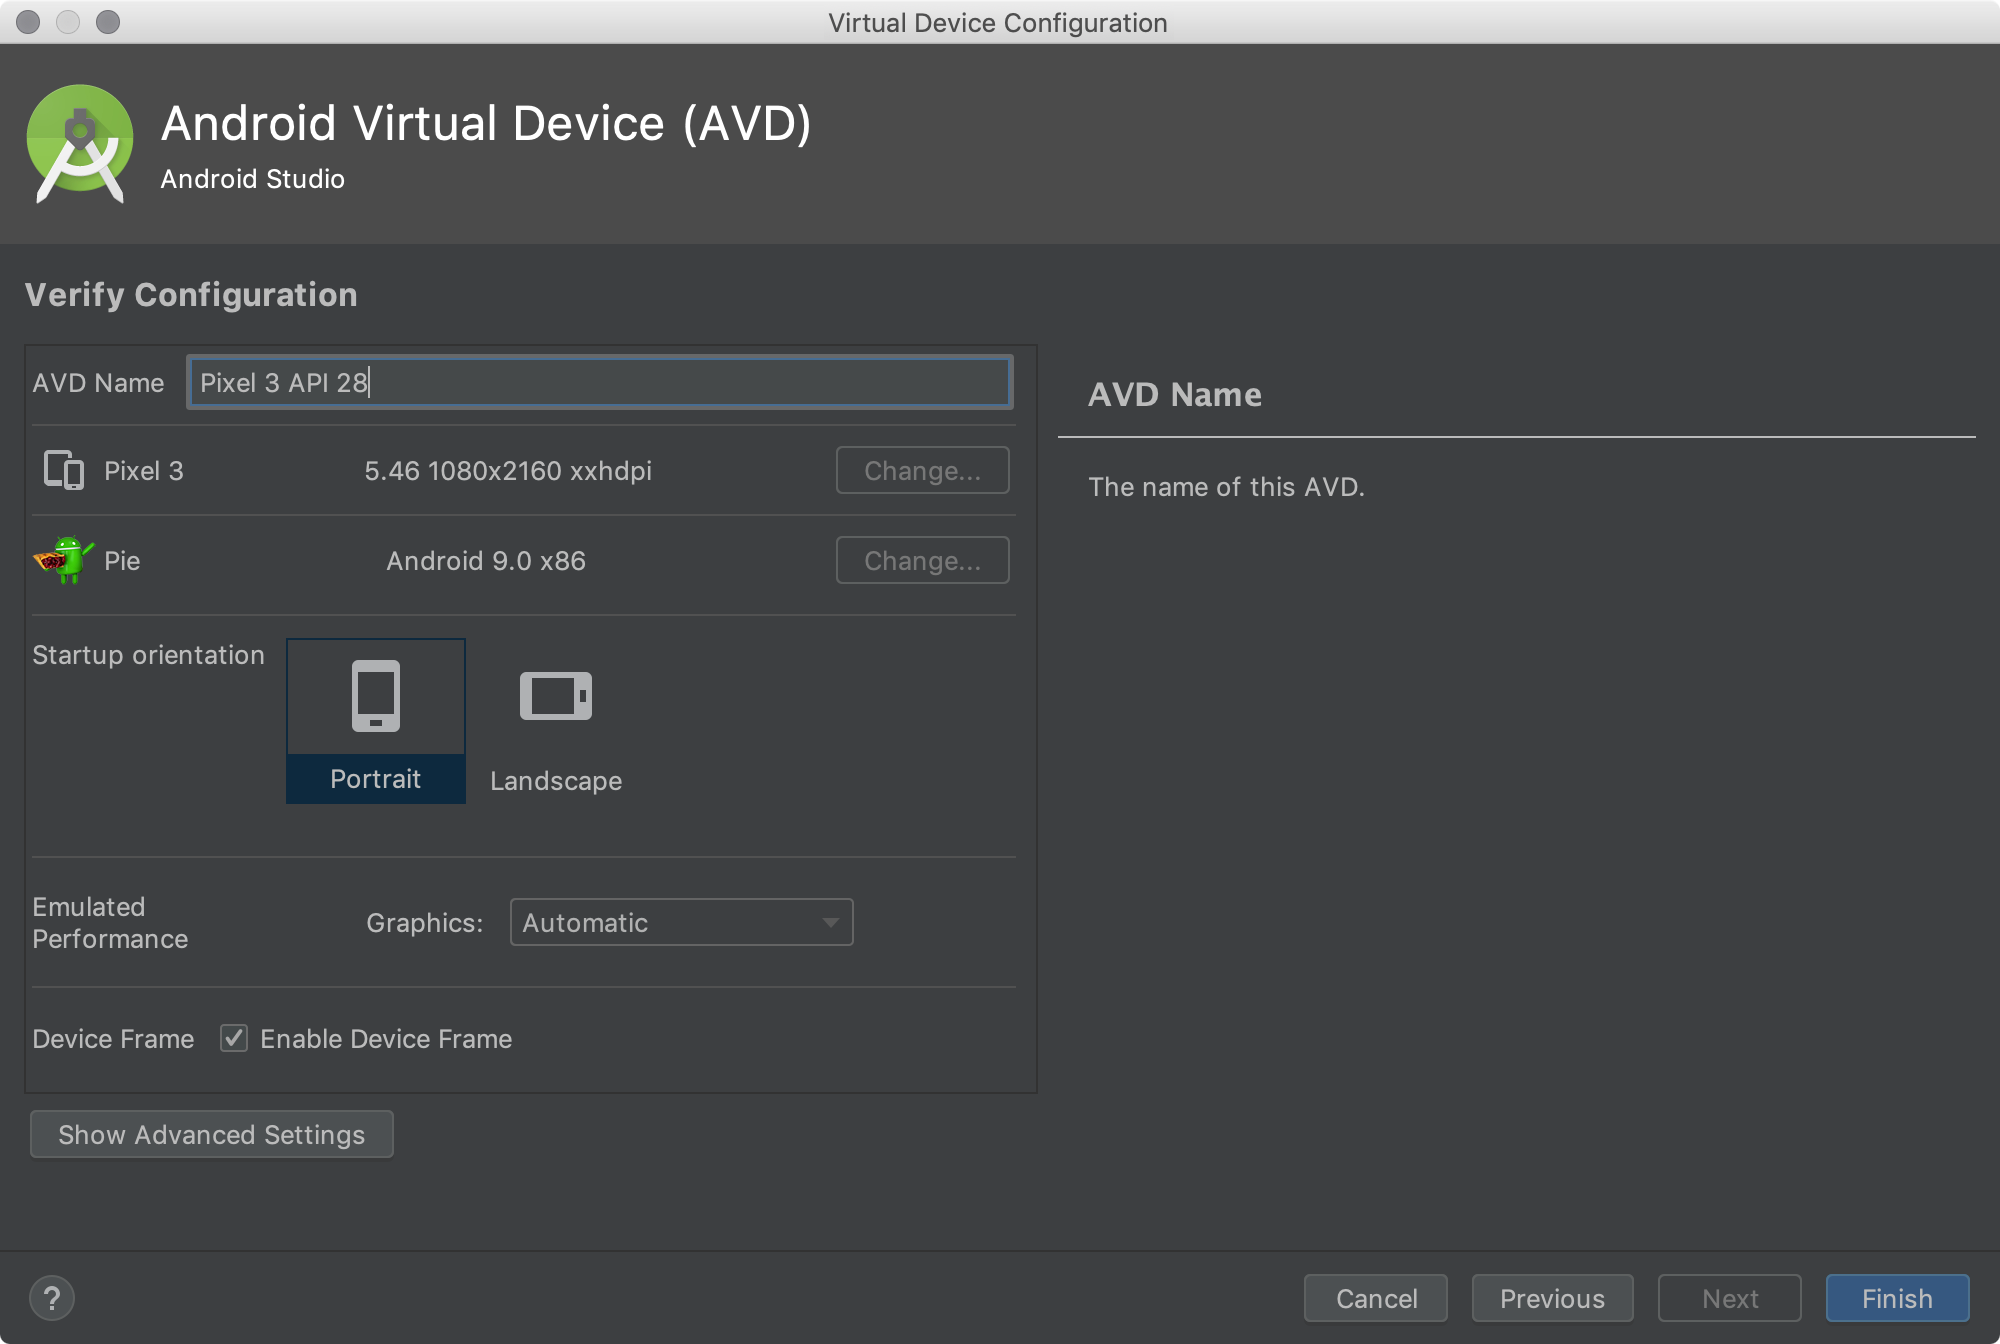 Virtual Device Configuration
Android Virtual Device (AVD)
Android Studio
Verify Configuration
AVD Name Pixel 3 API 28
Pixel 3 5.46 1080x2160 xxhdpi Change...
Pie Android 9.0 x86 Change...
Startup orientation
Portrait Landscape
Emulated
Performance
Graphics: Automatic
Device Frame Enable Device Frame
Show Advanced Settings
AVD Name
The name of this AVD.
? Cancel Previous Next Finish